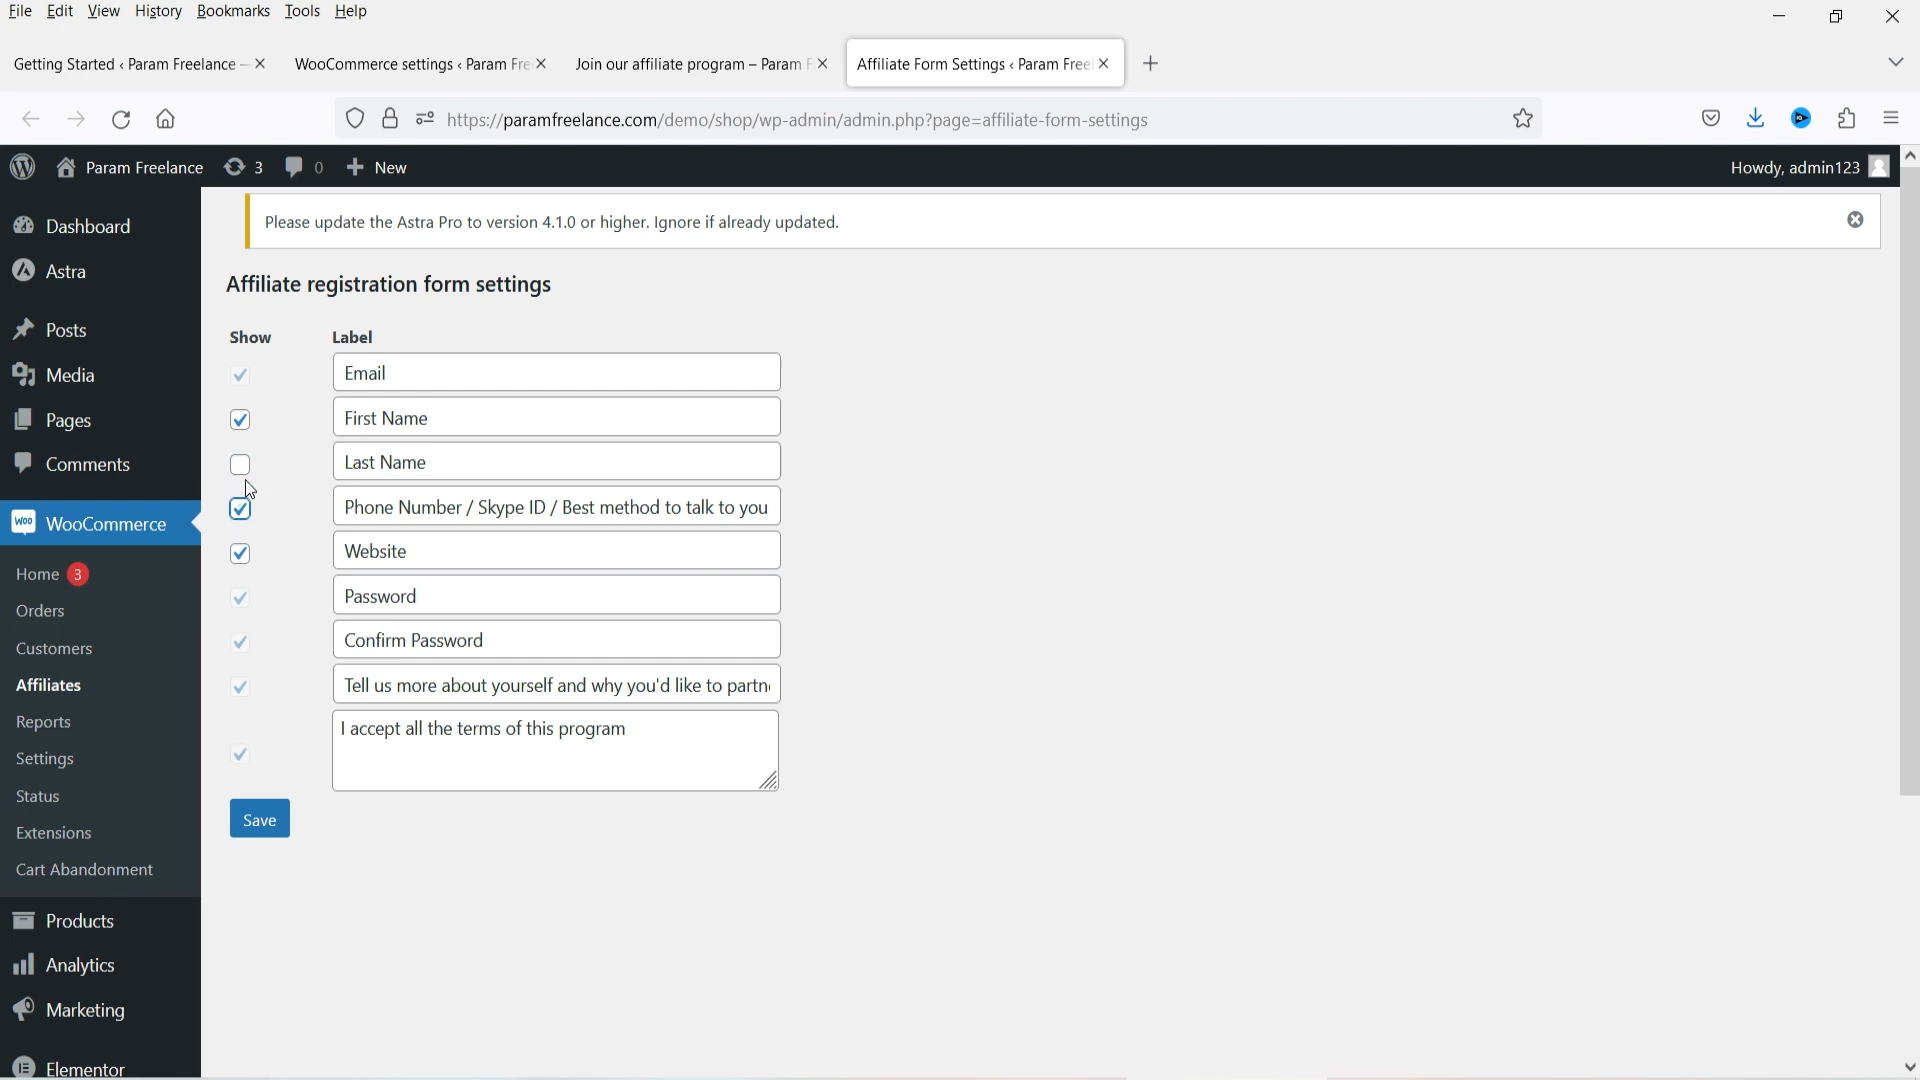 File Edit View History Bookmarks Tools Help
Getting Started ‹ Param Freelance —
WooCommerce settings ‹ Param Fre
Join our affiliate program – Param F
Affiliate Form Settings ‹ Param Free
https://paramfreelance.com/demo/shop/wp-admin/admin.php?page=affiliate-form-settings
Param Freelance 3 0 New
Howdy, admin123
Please update the Astra Pro to version 4.1.0 or higher. Ignore if already updated.
Dashboard
Astra
Posts
Media
Pages
Comments
Woo WooCommerce
Home 3
Orders
Customers
Affiliates
Reports
Settings
Status
Extensions
Cart Abandonment
Products
Analytics
Marketing
Elementor
Affiliate registration form settings
Show Label
Email
First Name
Last Name
Phone Number / Skype ID / Best method to talk to you
Website
Password
Confirm Password
Tell us more about yourself and why you'd like to partn
I accept all the terms of this program
Save